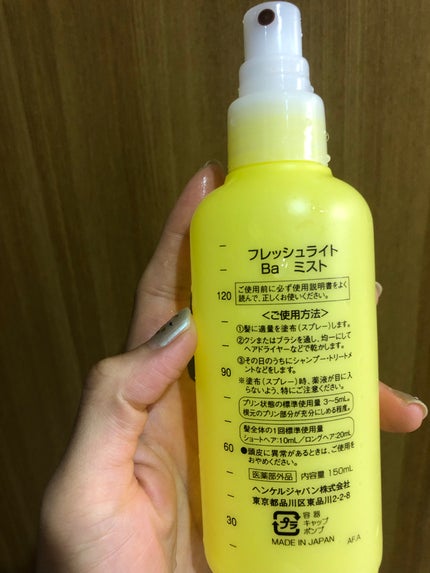 フレッシュライト
Ba ミスト
ご使用前に必ず使用説明書をよく
読んで、正しくお使いください。
120
<ご使用方法>
①髪に適量を塗布(スプレー)します。
②クシまたはブラシを通し、均一にして
ヘアドライヤーなどで乾かします。
③その日のうちにシャンプー・トリートメ
ントなどをします。
90
※塗布(スプレー)時、薬液が目に入
らないよう、特にご注意ください。
プリン状態の標準使用量 3〜5mL。
根元のプリン部分が充分にしめる程度。
髪全体の1回標準使用量
ショートヘア:10mL/ロングヘア:20mL
60
●頭皮に異常があるときは、ご使用を
おやめください。
医薬部外品 内容量 150mL
ヘンケルジャパン株式会社
東京都品川区東品川2-2-8
30
プラ
容器
キャップ
ポンプ
MADE IN JAPAN AFA